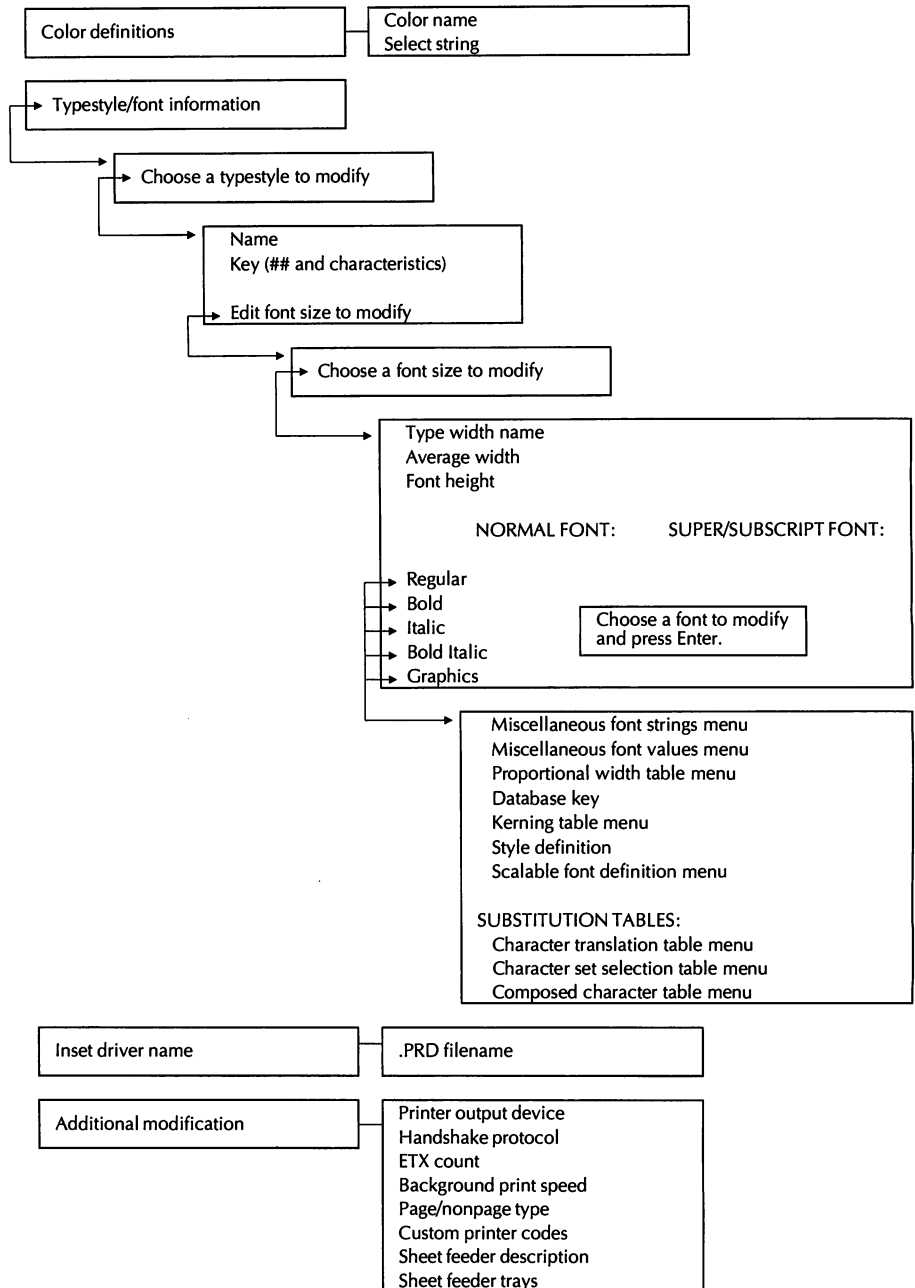 Color definitions
Color name
Select string
Typestyle/font information
Choose a typestyle to modify
Name
Key (## and characteristics)
Edit font size to modify
Choose a font size to modify
Type width name
Average width
Font height
NORMAL FONT: SUPER/SUBSCRIPT FONT:
Regular
Bold
Italic
Bold Italic
Graphics
Choose a font to modify
and press Enter.
Miscellaneous font strings menu
Miscellaneous font values menu
Proportional width table menu
Database key
Kerning table menu
Style definition
Scalable font definition menu
SUBSTITUTION TABLES:
Character translation table menu
Character set selection table menu
Composed character table menu
Inset driver name
.PRD filename
Additional modification
Printer output device
Handshake protocol
ETX count
Background print speed
Page/nonpage type
Custom printer codes
Sheet feeder description
Sheet feeder trays